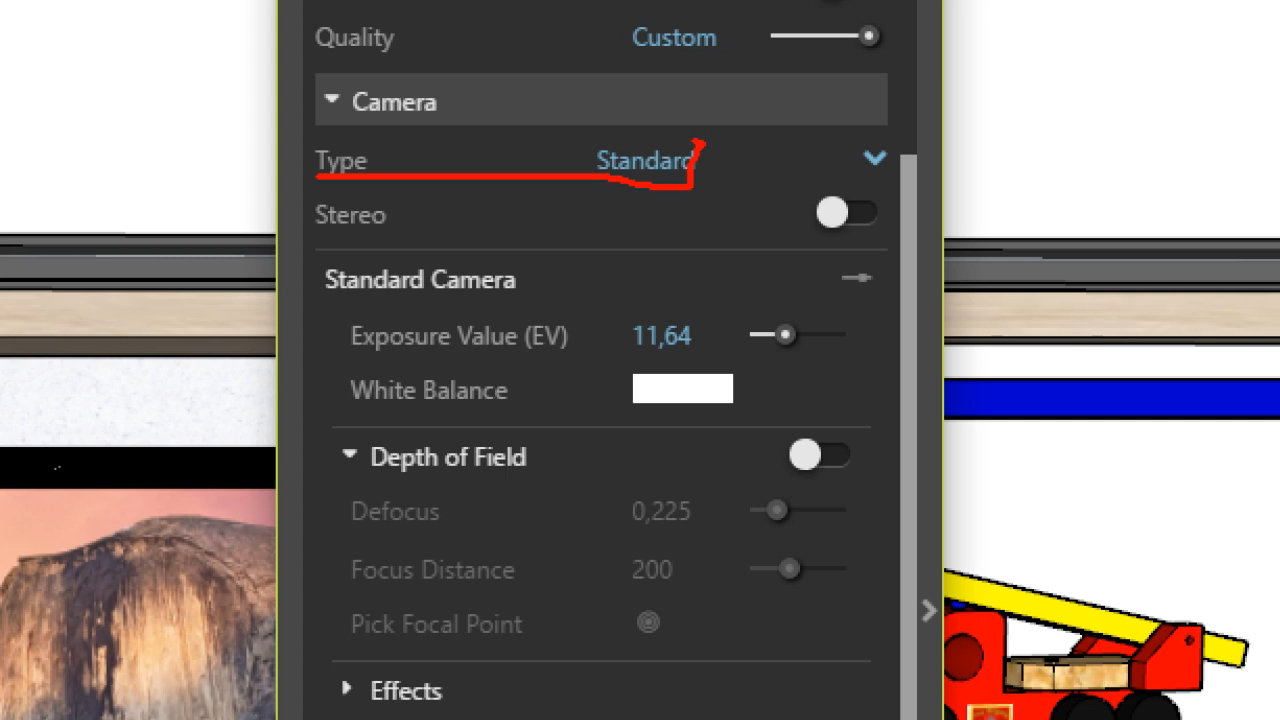 Quality Custom
Camera
Type Standard
Stereo
Standard Camera
Exposure Value (EV) 11,64
White Balance
Depth of Field
Defocus 0,225
Focus Distance 200
Pick Focal Point
Effects